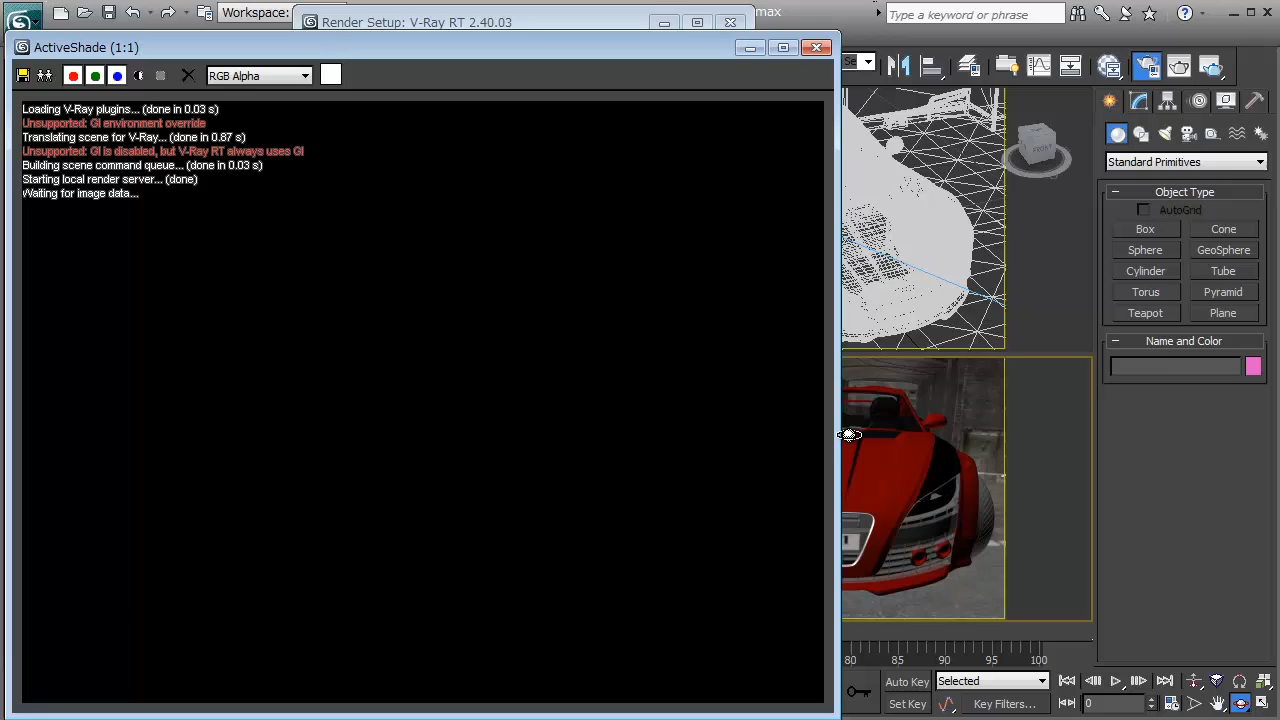 Workspace:
Render Setup: V-Ray RT 2.40.03
max
Type a keyword or phrase
ActiveShade (1:1)
RGB Alpha
Se
Loading V-Ray plugins... (done in 0.03 s)
Unsupported: GI environment override
Translating scene for V-Ray... (done in 0.87 s)
Unsupported: GI is disabled, but V-Ray RT always uses GI
Building scene command queue... (done in 0.03 s)
Starting local render server... (done)
Waiting for image data...
FRONT
Standard Primitives
Object Type
AutoGrid
Box
Cone
Sphere
GeoSphere
Cylinder
Tube
Torus
Pyramid
Teapot
Plane
Name and Color
80 85 90 95 100
Auto Key
Selected
Set Key
Key Filters...
0